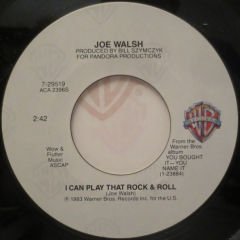 JOE WALSH
PRODUCED BY BILL SZYMCZYK
FOR PANDORA PRODUCTIONS
7-29519
ACA 2396S
2:42
Wow &
Flutter
Music
ASCAP
From the
Warner Bros.
album
YOU BOUGHT
IT—YOU
NAME IT
(1-23884)
I CAN PLAY THAT ROCK & ROLL
(Joe Walsh)
℗ 1983 Warner Bros. Records Inc. for the U.S.